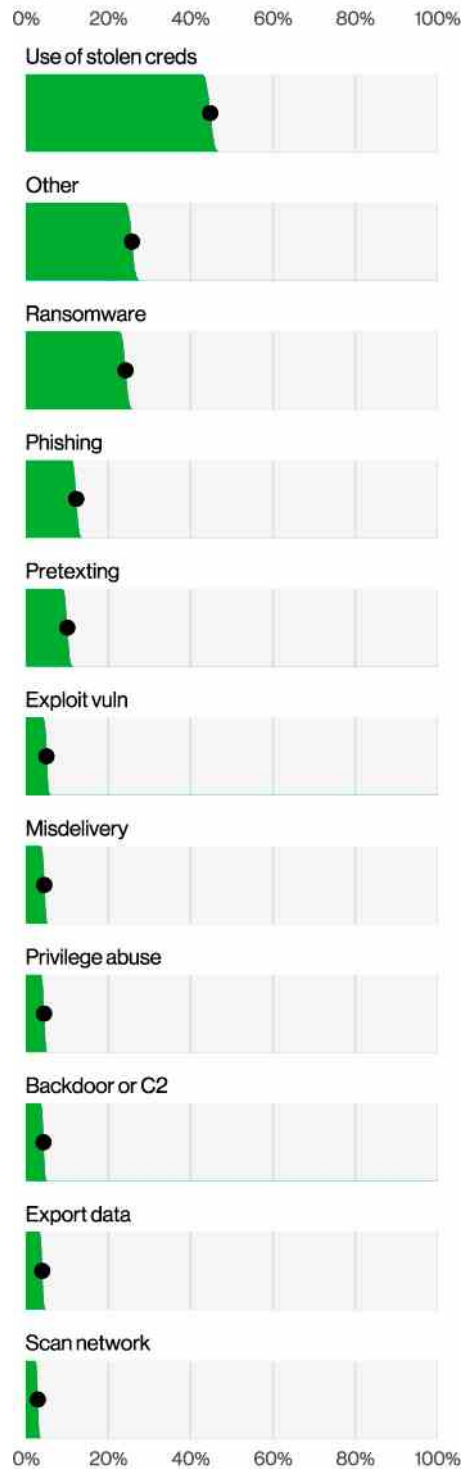 0% 20% 40% 60% 80% 100%
Use of stolen creds
Other
Ransomware
Phishing
Pretexting
Exploit vuln
Misdelivery
Privilege abuse
Backdoor or C2
Export data
Scan network
0% 20% 40% 60% 80% 100%